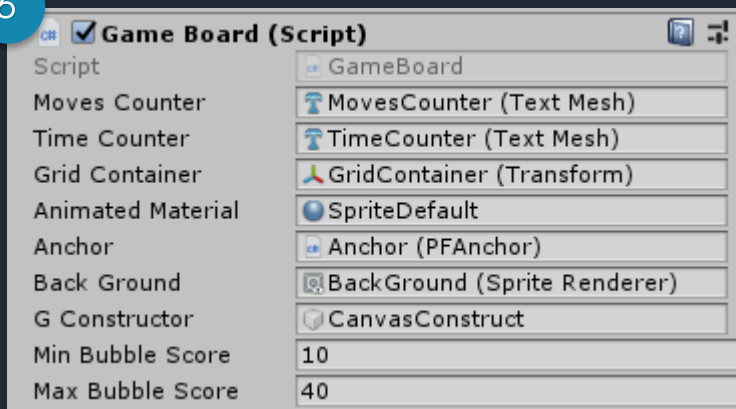 6
Game Board (Script)
Script GameBoard
Moves Counter MovesCounter (Text Mesh)
Time Counter TimeCounter (Text Mesh)
Grid Container GridContainer (Transform)
Animated Material SpriteDefault
Anchor Anchor (PFAnchor)
Back Ground BackGround (Sprite Renderer)
G Constructor CanvasConstruct
Min Bubble Score 10
Max Bubble Score 40